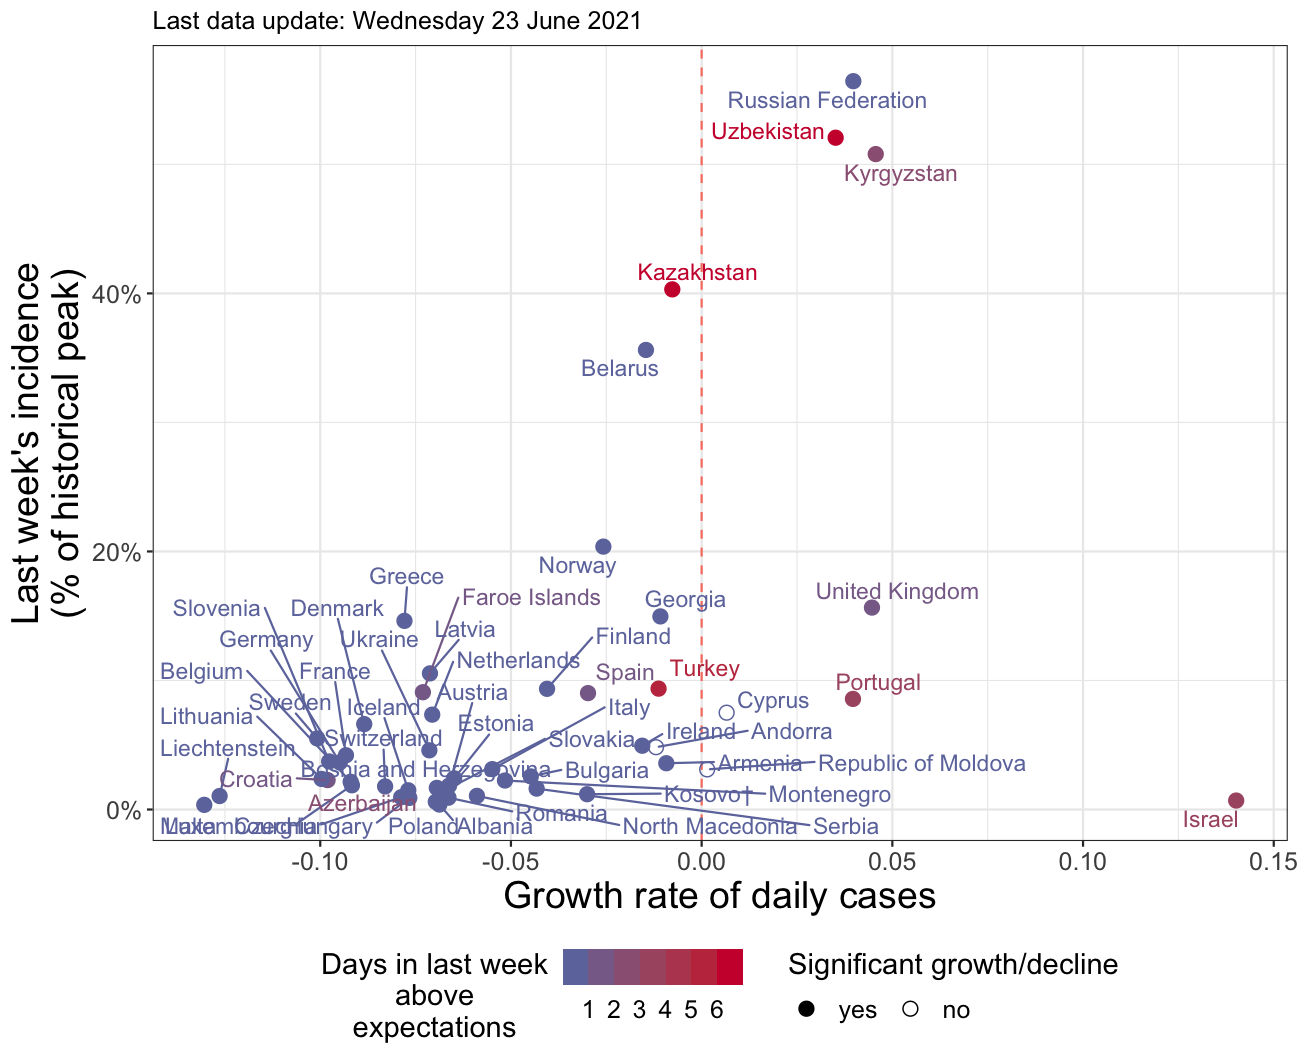 Last data update: Wednesday 23 June 2021
Last week's incidence
(% of historical peak)
40%
20%
0%
Russian Federation
Uzbekistan
Kyrgyzstan
Kazakhstan
Belarus
Norway
Greece
Faroe Islands
United Kingdom
Georgia
Slovenia
Denmark
Latvia
Finland
Germany
Ukraine
Netherlands
Belgium
France
Spain
Turkey
Portugal
Austria
Sweden
Iceland
Cyprus
Italy
Lithuania
Estonia
Switzerland
Slovakia
Ireland
Andorra
Liechtenstein
Croatia
Bosnia and Herzegovina
Bulgaria
Armenia
Republic of Moldova
Azerbaijan
Kosovo†
Montenegro
Romania
Israel
Malta
Luxembourg
Czechia
Hungary
Poland
Albania
North Macedonia
Serbia
-0.10
-0.05
0.00
0.05
0.10
0.15
Growth rate of daily cases
Days in last week
above
expectations
1 2 3 4 5 6
Significant growth/decline
yes
no